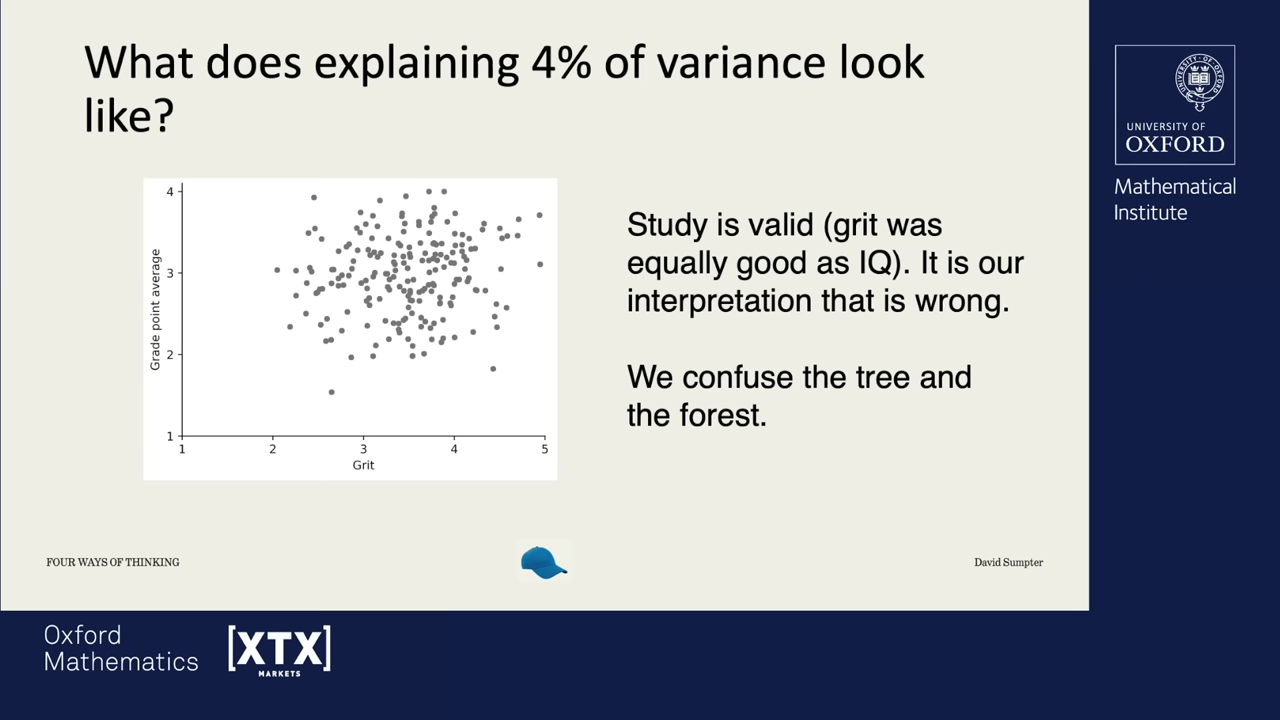 What does explaining 4% of variance look
like?
UNIVERSITY OF OXFORD
UNIVERSITY OF
OXFORD
Mathematical
Institute
4
3
2
1
Grade point average
1 2 3 4 5
Grit
Study is valid (grit was
equally good as IQ). It is our
interpretation that is wrong.
We confuse the tree and
the forest.
FOUR WAYS OF THINKING
David Sumpter
Oxford
Mathematics
[XTX]
MARKETS